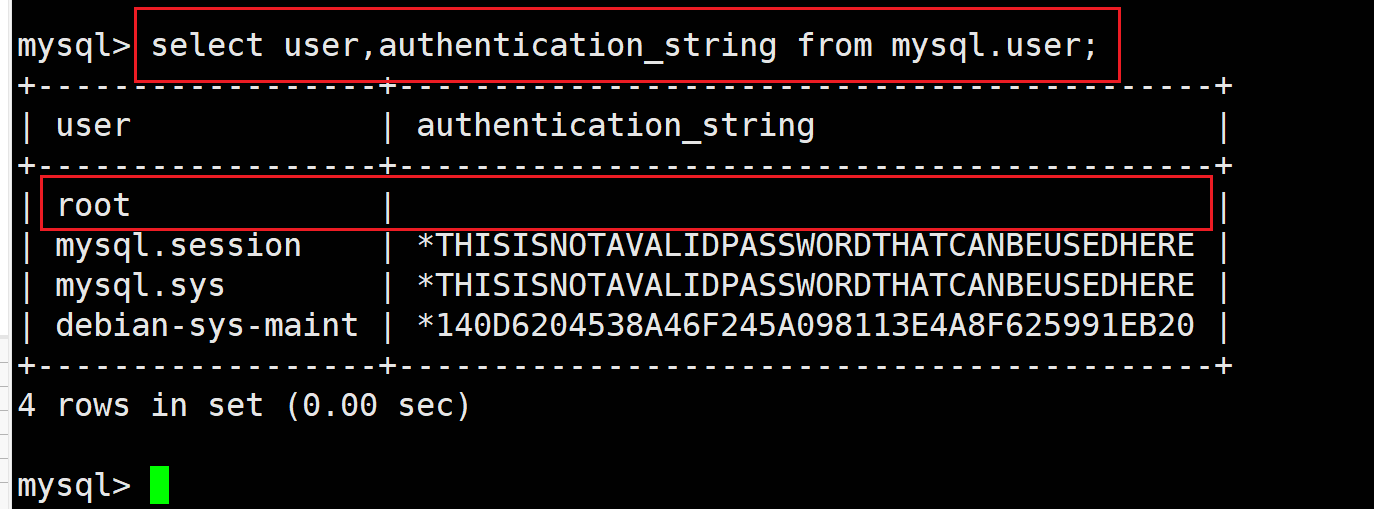 mysql> select user,authentication_string from mysql.user;
+------------------+-------------------------------------------+
| user             | authentication_string                     |
+------------------+-------------------------------------------+
| root             |                                           |
| mysql.session    | *THISISNOTAVALIDPASSWORDTHATCANBEUSEDHERE |
| mysql.sys        | *THISISNOTAVALIDPASSWORDTHATCANBEUSEDHERE |
| debian-sys-maint | *140D6204538A46F245A098113E4A8F625991EB20 |
+------------------+-------------------------------------------+
4 rows in set (0.00 sec)
mysql>